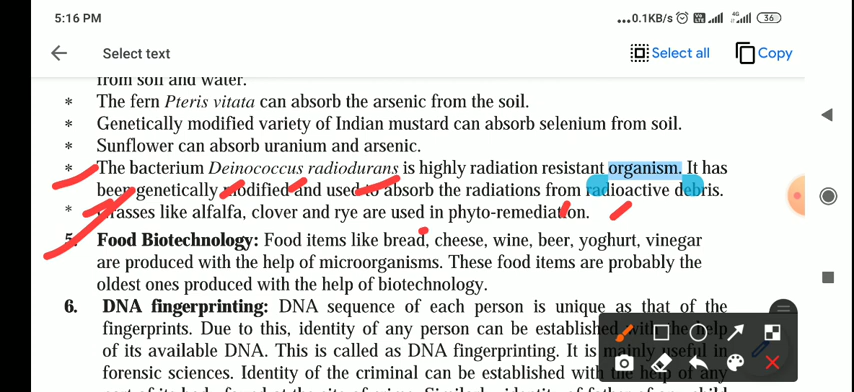 5:16 PM
...0.1KB/s 4G 36
Select text Select all Copy
from soil and water.
* The fern Pteris vitata can absorb the arsenic from the soil.
* Genetically modified variety of Indian mustard can absorb selenium from soil.
* Sunflower can absorb uranium and arsenic.
* The bacterium Deinococcus radiodurans is highly radiation resistant organism. It has
been genetically modified and used to absorb the radiations from radioactive debris.
* Grasses like alfalfa, clover and rye are used in phyto-remediation.
5. Food Biotechnology: Food items like bread, cheese, wine, beer, yoghurt, vinegar
are produced with the help of microorganisms. These food items are probably the
oldest ones produced with the help of biotechnology.
6. DNA fingerprinting: DNA sequence of each person is unique as that of the
fingerprints. Due to this, identity of any person can be established with the help
of its available DNA. This is called as DNA fingerprinting. It is mainly useful in
forensic sciences. Identity of the criminal can be established with the help of any